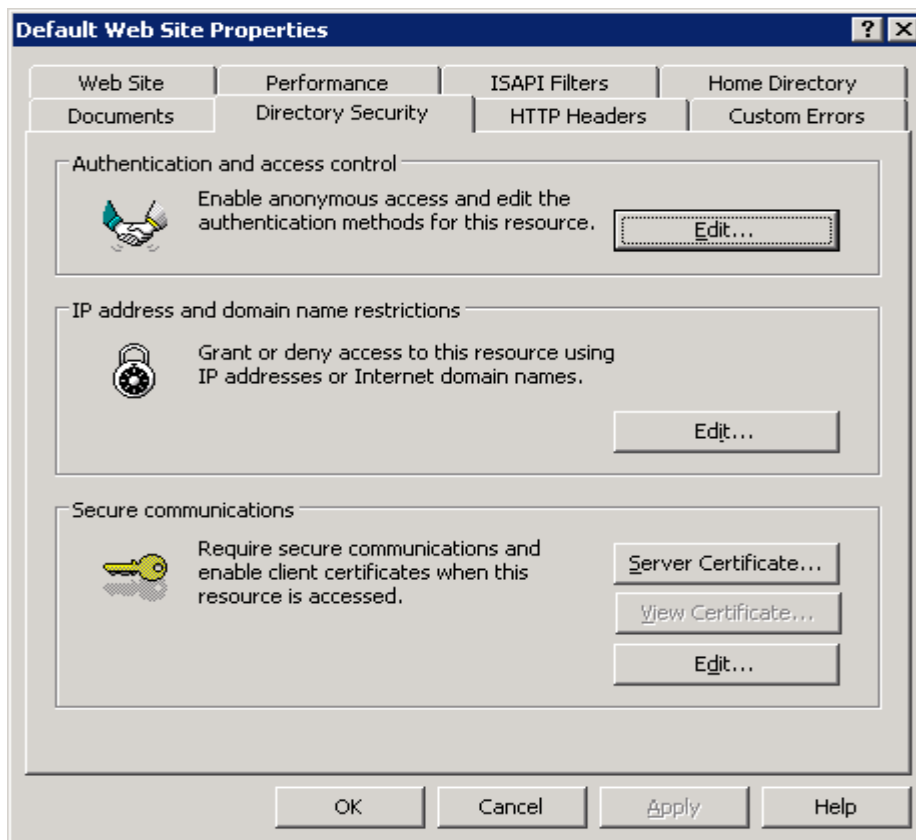 Default Web Site Properties
Web Site Performance ISAPI Filters Home Directory
Documents Directory Security HTTP Headers Custom Errors
Authentication and access control
Enable anonymous access and edit the
authentication methods for this resource.
Edit...
IP address and domain name restrictions
Grant or deny access to this resource using
IP addresses or Internet domain names.
Edit...
Secure communications
Require secure communications and
enable client certificates when this
resource is accessed.
Server Certificate...
View Certificate...
Edit...
OK Cancel Apply Help